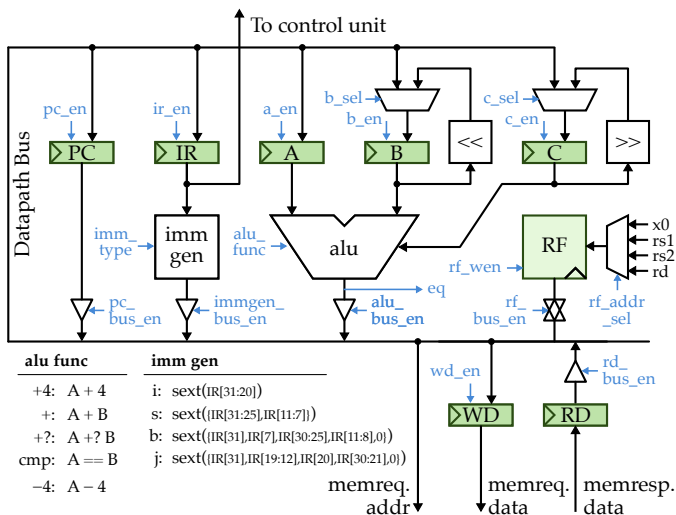 To control unit
Datapath Bus
pc_en
ir_en
a_en
b_sel
b_en
c_sel
c_en
PC
IR
A
B
<<
C
>>
imm_
type
imm
gen
alu_
func
alu
eq
RF
rf_wen
x0
rs1
rs2
rd
rf_addr
_sel
pc_
bus_en
immgen_
bus_en
alu_
bus_en
rf_
bus_en
alu func
+4: A + 4
+: A + B
+?: A +? B
cmp: A == B
−4: A − 4
imm gen
i: sext(IR[31:20])
s: sext({IR[31:25],IR[11:7]})
b: sext({IR[31],IR[7],IR[30:25],IR[11:8],0})
j: sext({IR[31],IR[19:12],IR[20],IR[30:21],0})
wd_en
WD
rd_
bus_en
RD
memreq.
addr
memreq.
data
memresp.
data